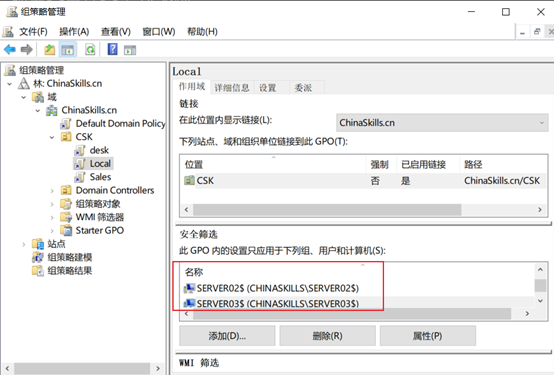 组策略管理
文件(F) 操作(A) 查看(V) 窗口(W) 帮助(H)
组策略管理
林: ChinaSkills.cn
域
ChinaSkills.cn
Default Domain Policy
CSK
desk
Local
Sales
Domain Controllers
组策略对象
WMI 筛选器
Starter GPO
站点
组策略建模
组策略结果
Local
作用域 详细信息 设置 委派
链接
在此位置内显示链接(L): ChinaSkills.cn
下列站点、域和组织单位链接到此 GPO(T):
位置 强制 已启用链接 路径
CSK 否 是 ChinaSkills.cn/CSK
安全筛选
此 GPO 内的设置只应用于下列组、用户和计算机(S):
名称
SERVER02$ (CHINASKILLS\SERVER02$)
SERVER03$ (CHINASKILLS\SERVER03$)
添加(D)... 删除(R) 属性(P)
WMI 筛选